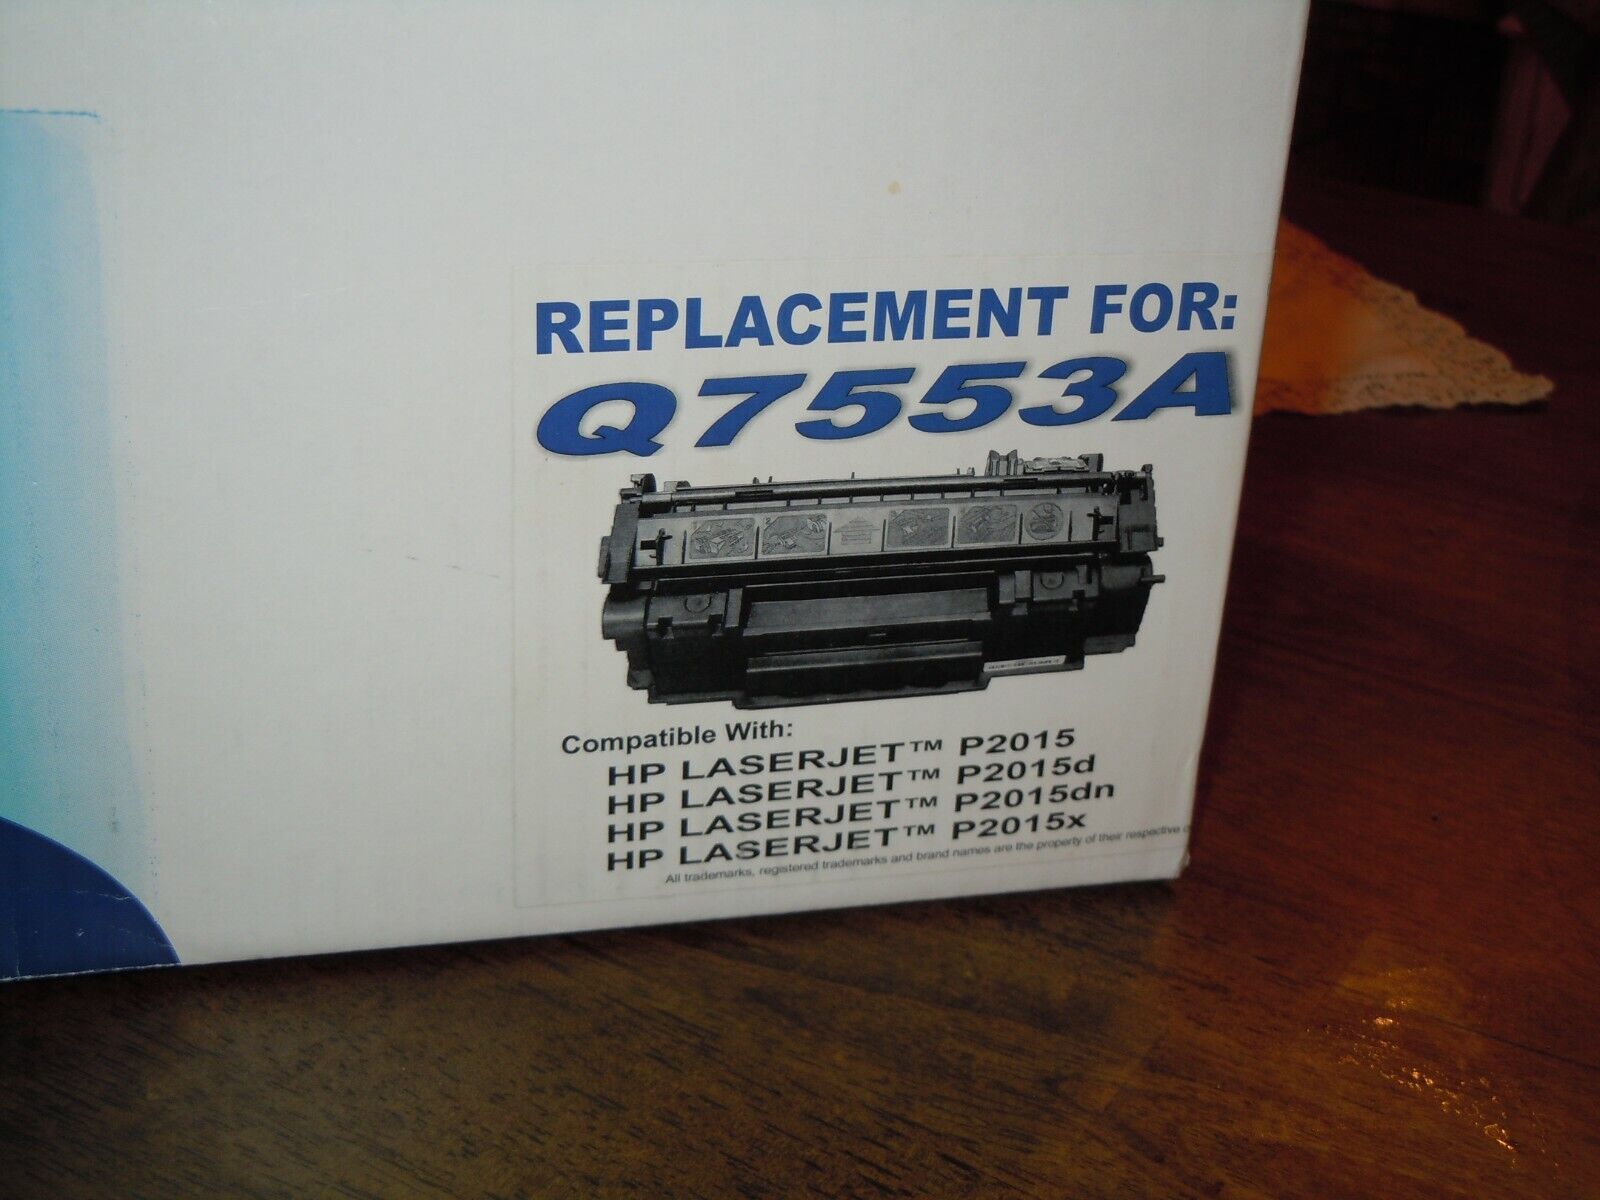 REPLACEMENT FOR:
Q7553A
Compatible With:
HP LASERJET™ P2015
HP LASERJET™ P2015d
HP LASERJET™ P2015dn
HP LASERJET™ P2015x
All trademarks, registered trademarks and brand names are the property of their respective o